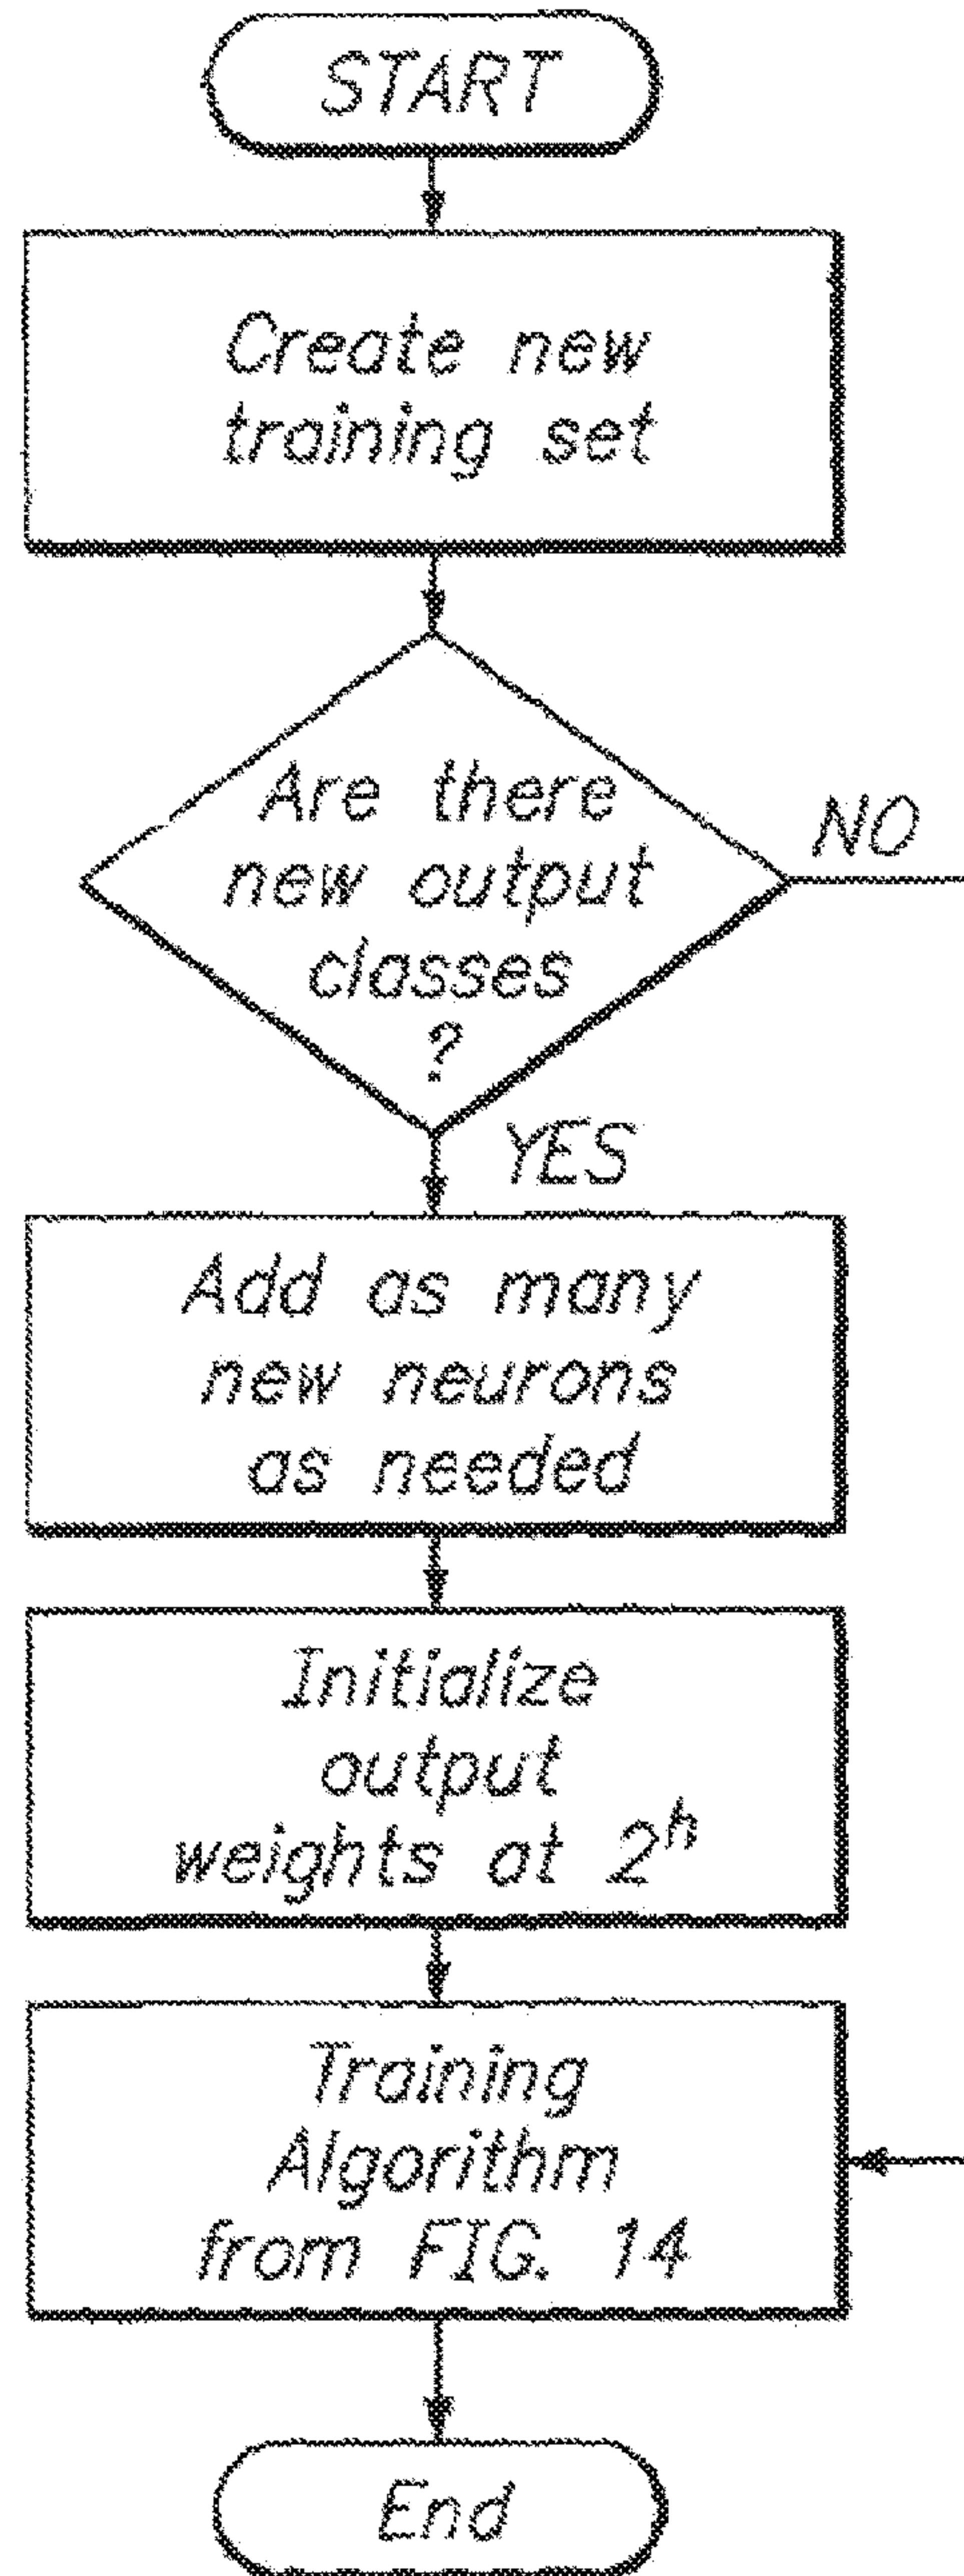 START
Create new
training set
Are there
new output
classes
?
NO
YES
Add as many
new neurons
as needed
Initialize
output
weights at 2ʰ
Training
Algorithm
from FIG. 14
End